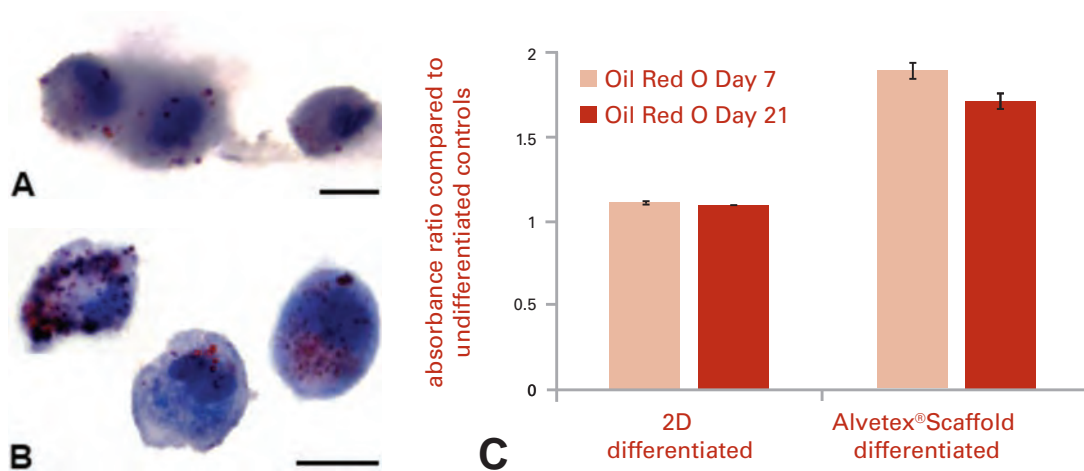 A
B
C
absorbance ratio compared to
undifferentiated controls
2
1.5
1
0.5
0
Oil Red O Day 7
Oil Red O Day 21
2D
differentiated
Alvetex®Scaffold
differentiated